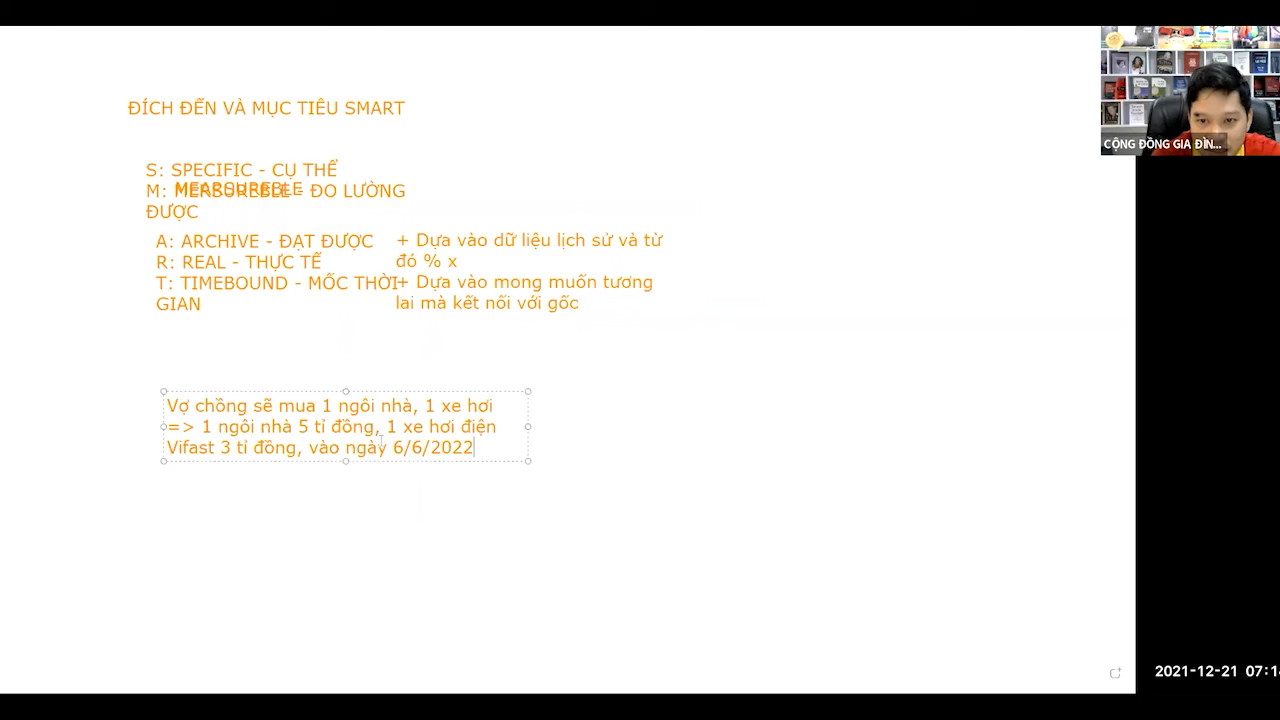 ĐÍCH ĐẾN VÀ MỤC TIÊU SMART
S: SPECIFIC - CỤ THỂ
M: MEARSUREBLE - ĐO LƯỜNG
ĐƯỢC
A: ARCHIVE - ĐẠT ĐƯỢC
R: REAL - THỰC TẾ
T: TIMEBOUND - MỐC THỜI
GIAN
+ Dựa vào dữ liệu lịch sử và từ
đó % x
+ Dựa vào mong muốn tương
lai mà kết nối với gốc
Vợ chồng sẽ mua 1 ngôi nhà, 1 xe hơi
=> 1 ngôi nhà 5 tỉ đồng, 1 xe hơi điện
Vifast 3 tỉ đồng, vào ngày 6/6/2022
CỘNG ĐỒNG GIA ĐÌN...
2021-12-21 07:14